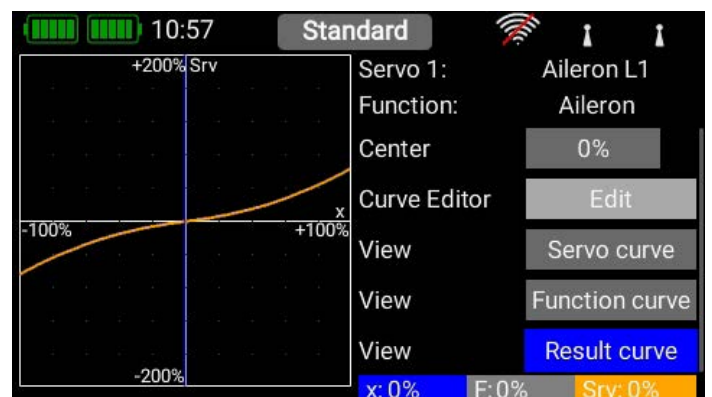 10:57 Standard
+200% Srv
-100%
x
+100%
-200%
Servo 1: Aileron L1
Function: Aileron
Center 0%
Curve Editor Edit
View Servo curve
View Function curve
View Result curve
x: 0% F: 0% Srv: 0%